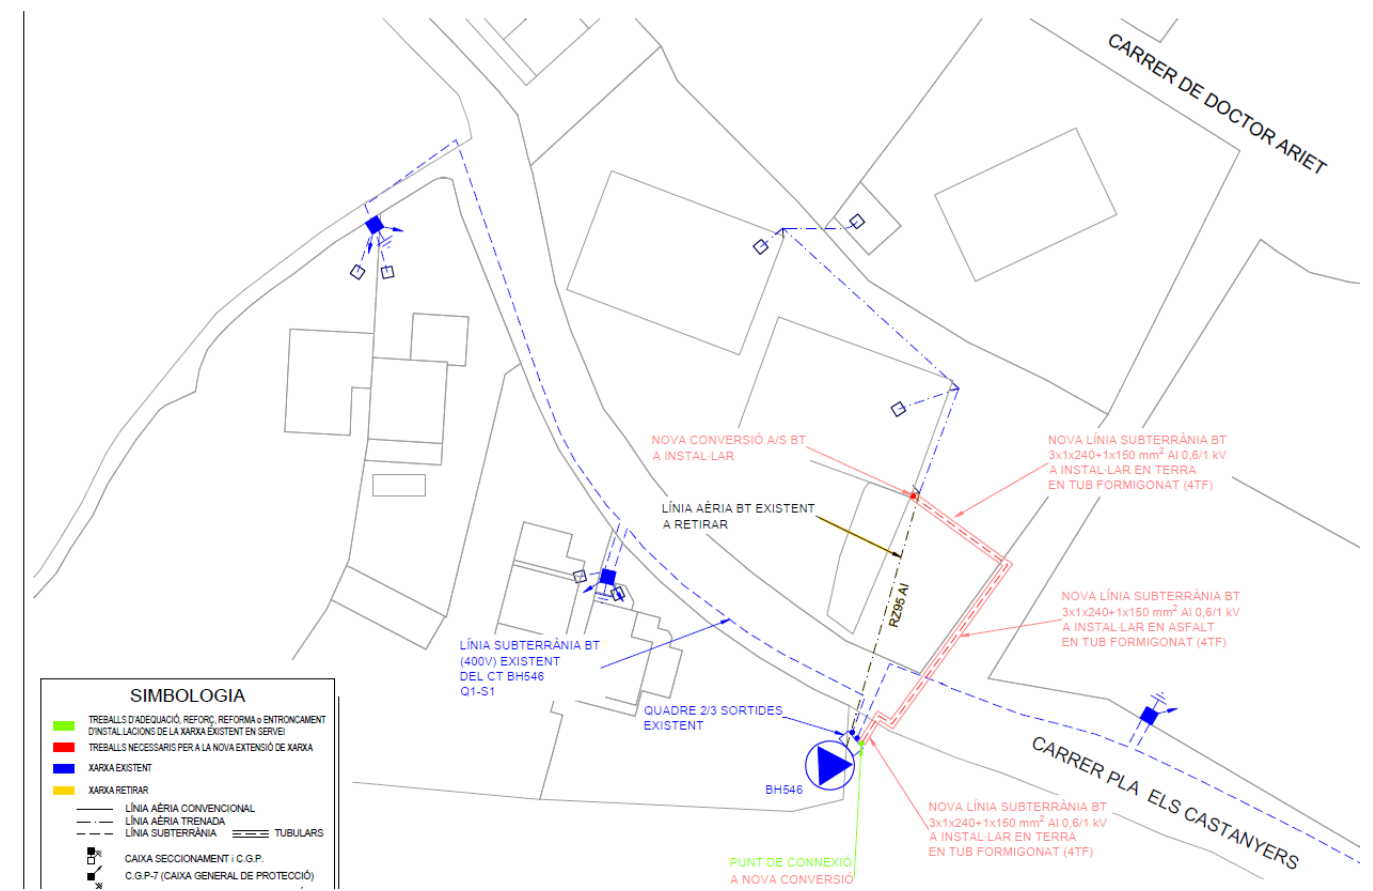 CARRER DE DOCTOR ARIET
NOVA CONVERSIÓ A/S BT
A INSTAL·LAR
NOVA LÍNIA SUBTERRÀNIA BT
3x1x240+1x150 mm² Al 0,6/1 kV
A INSTAL·LAR EN TERRA
EN TUB FORMIGONAT (4TF)
LÍNIA AÈRIA BT EXISTENT
A RETIRAR
RZ95 Al
NOVA LÍNIA SUBTERRÀNIA BT
3x1x240+1x150 mm² Al 0,6/1 kV
A INSTAL·LAR EN ASFALT
EN TUB FORMIGONAT (4TF)
LÍNIA SUBTERRÀNIA BT
(400V) EXISTENT
DEL CT BH546
Q1-S1
QUADRE 2/3 SORTIDES
EXISTENT
BH546
CARRER PLA ELS CASTANYERS
NOVA LÍNIA SUBTERRÀNIA BT
3x1x240+1x150 mm² Al 0,6/1 kV
A INSTAL·LAR EN TERRA
EN TUB FORMIGONAT (4TF)
PUNT DE CONNEXIÓ
A NOVA CONVERSIÓ
SIMBOLOGIA
TREBALLS D'ADEQUACIÓ, REFORÇ, REFORMA o ENTRONCAMENT
D'INSTAL.LACIONS DE LA XARXA EXISTENT EN SERVEI
TREBALLS NECESSARIS PER A LA NOVA EXTENSIÓ DE XARXA
XARXA EXISTENT
XARXA RETIRAR
LÍNIA AÈRIA CONVENCIONAL
LÍNIA AÈRIA TRENADA
LÍNIA SUBTERRÀNIA TUBULARS
CAIXA SECCIONAMENT i C.G.P.
C.G.P-7 (CAIXA GENERAL DE PROTECCIÓ)